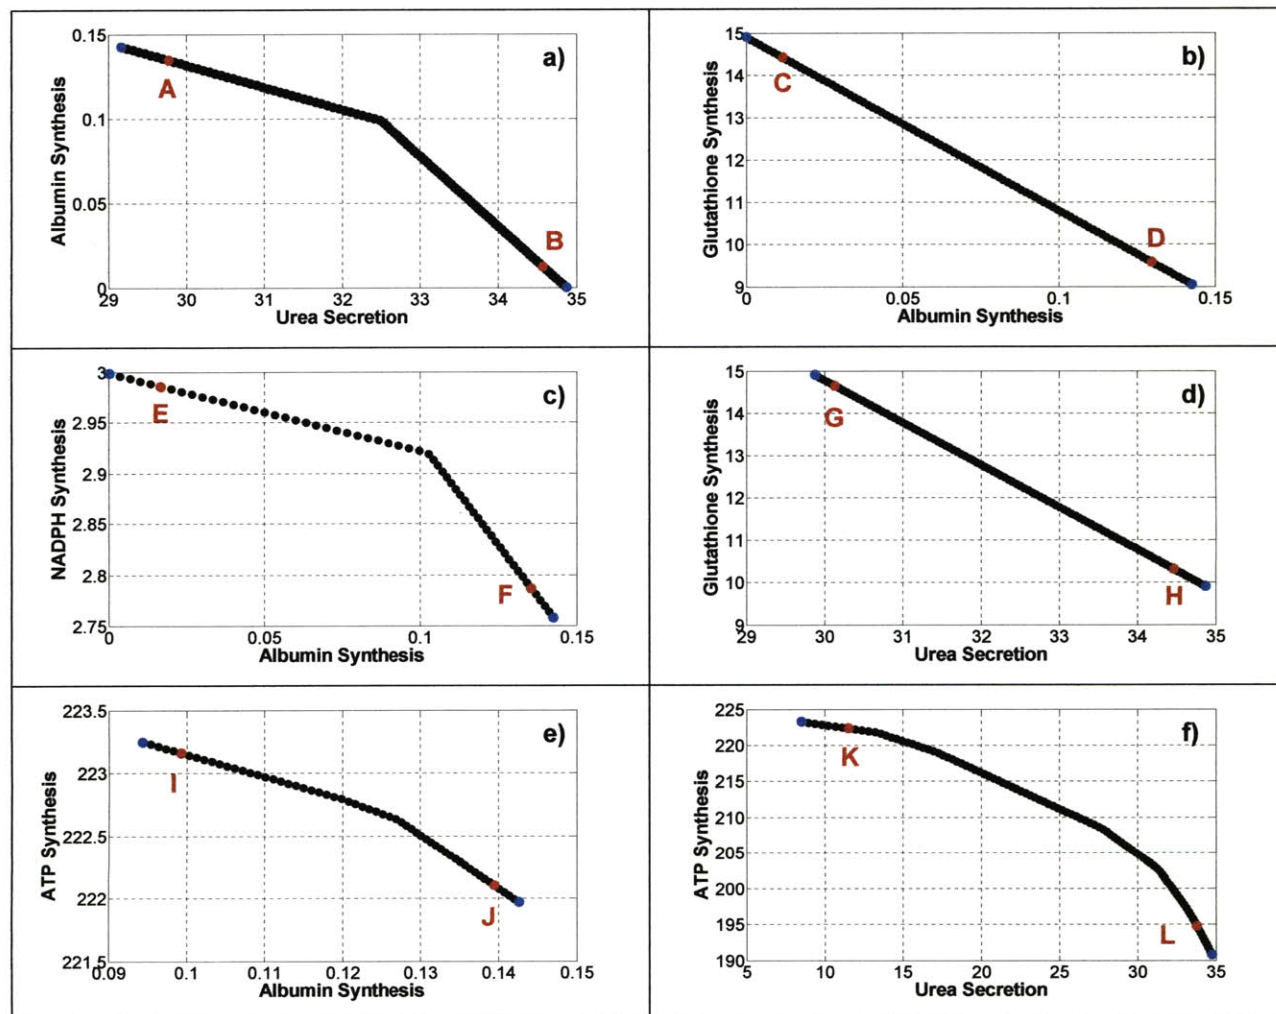 a)
0.15
0.1
0.05
0
Albumin Synthesis
A
B
29 30 31 32 33 34 35
Urea Secretion
b)
15
14
13
12
11
10
9
Glutathione Synthesis
C
D
0 0.05 0.1 0.15
Albumin Synthesis
c)
3
2.95
2.9
2.85
2.8
2.75
NADPH Synthesis
E
F
0 0.05 0.1 0.15
Albumin Synthesis
d)
15
14
13
12
11
10
9
Glutathione Synthesis
G
H
29 30 31 32 33 34 35
Urea Secretion
e)
223.5
223
222.5
222
221.5
ATP Synthesis
I
J
0.09 0.1 0.11 0.12 0.13 0.14 0.15
Albumin Synthesis
f)
225
220
215
210
205
200
195
190
ATP Synthesis
K
L
5 10 15 20 25 30 35
Urea Secretion